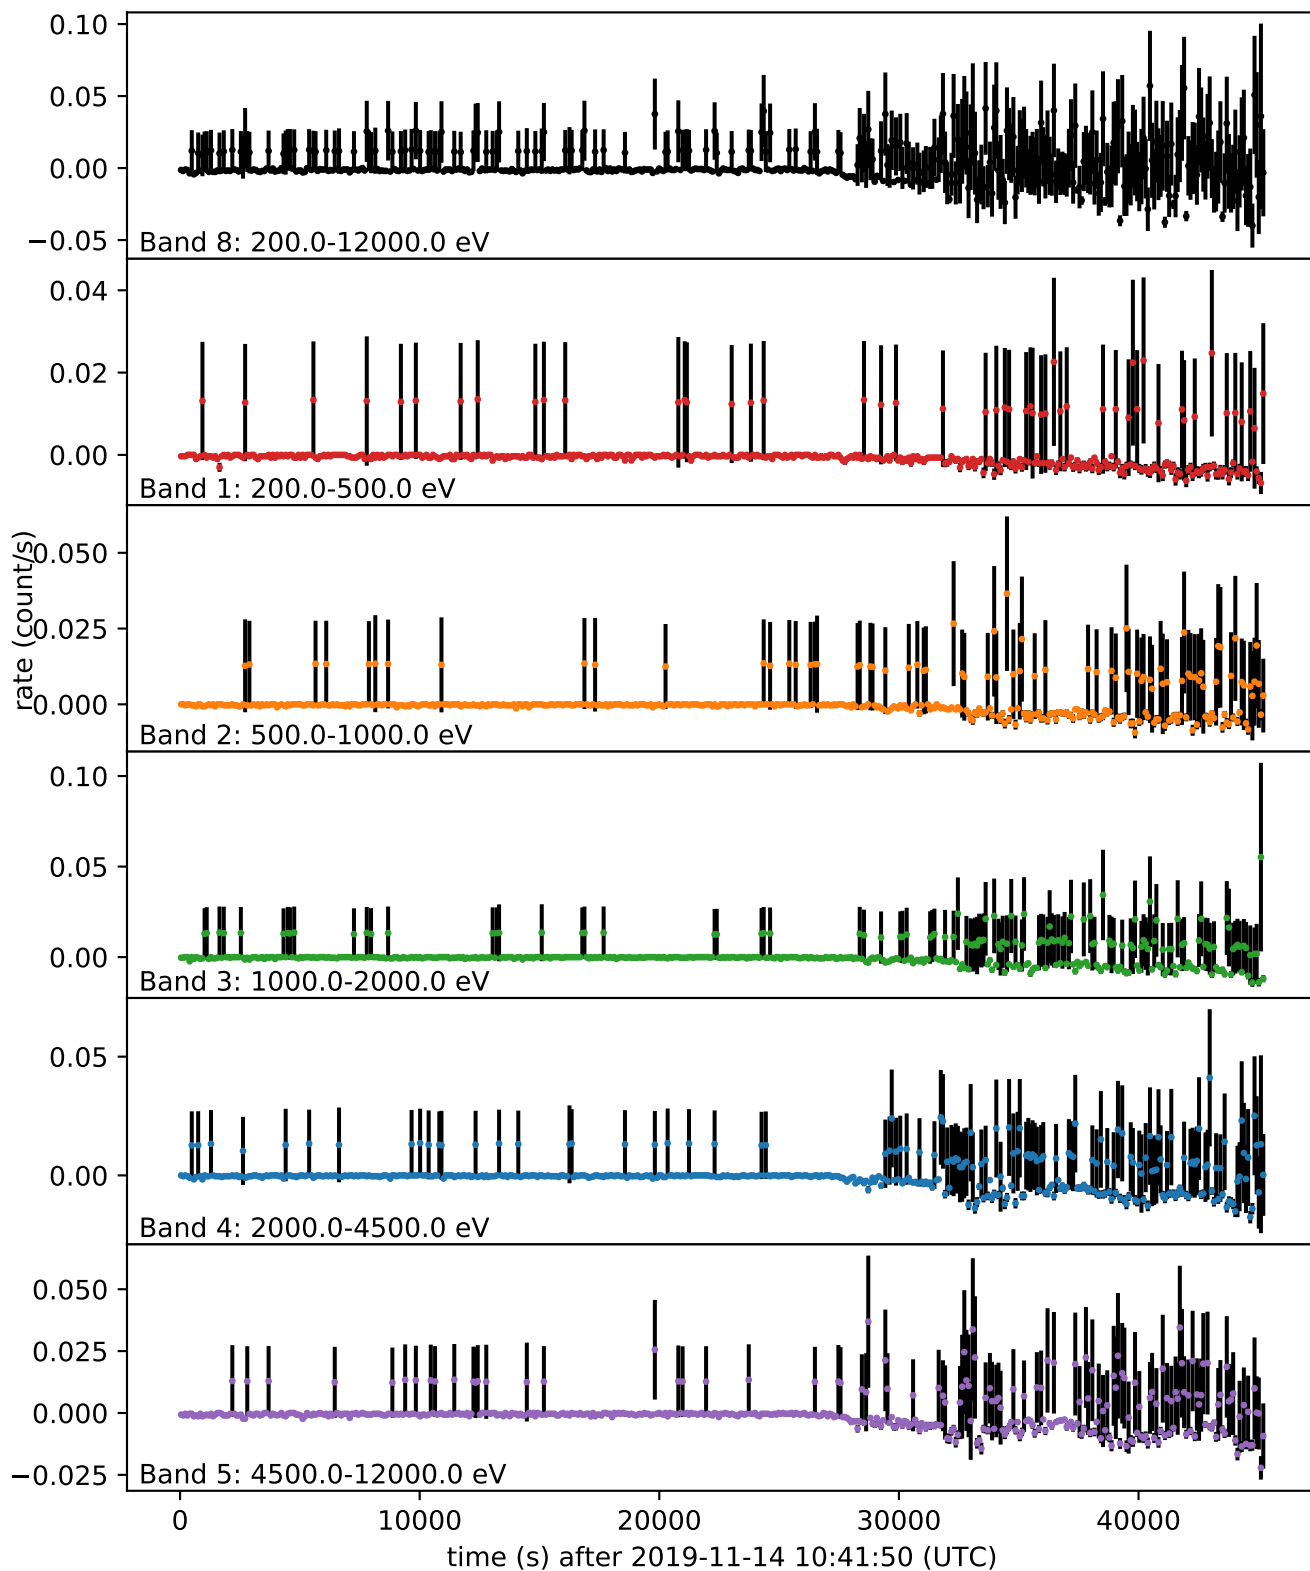 0.10
0.05
0.00
−0.05
Band 8: 200.0-12000.0 eV
0.04
0.02
0.00
Band 1: 200.0-500.0 eV
rate (count/s)
0.050
0.025
0.000
Band 2: 500.0-1000.0 eV
0.10
0.05
0.00
Band 3: 1000.0-2000.0 eV
0.05
0.00
Band 4: 2000.0-4500.0 eV
0.050
0.025
0.000
−0.025
Band 5: 4500.0-12000.0 eV
0 10000 20000 30000 40000
time (s) after 2019-11-14 10:41:50 (UTC)